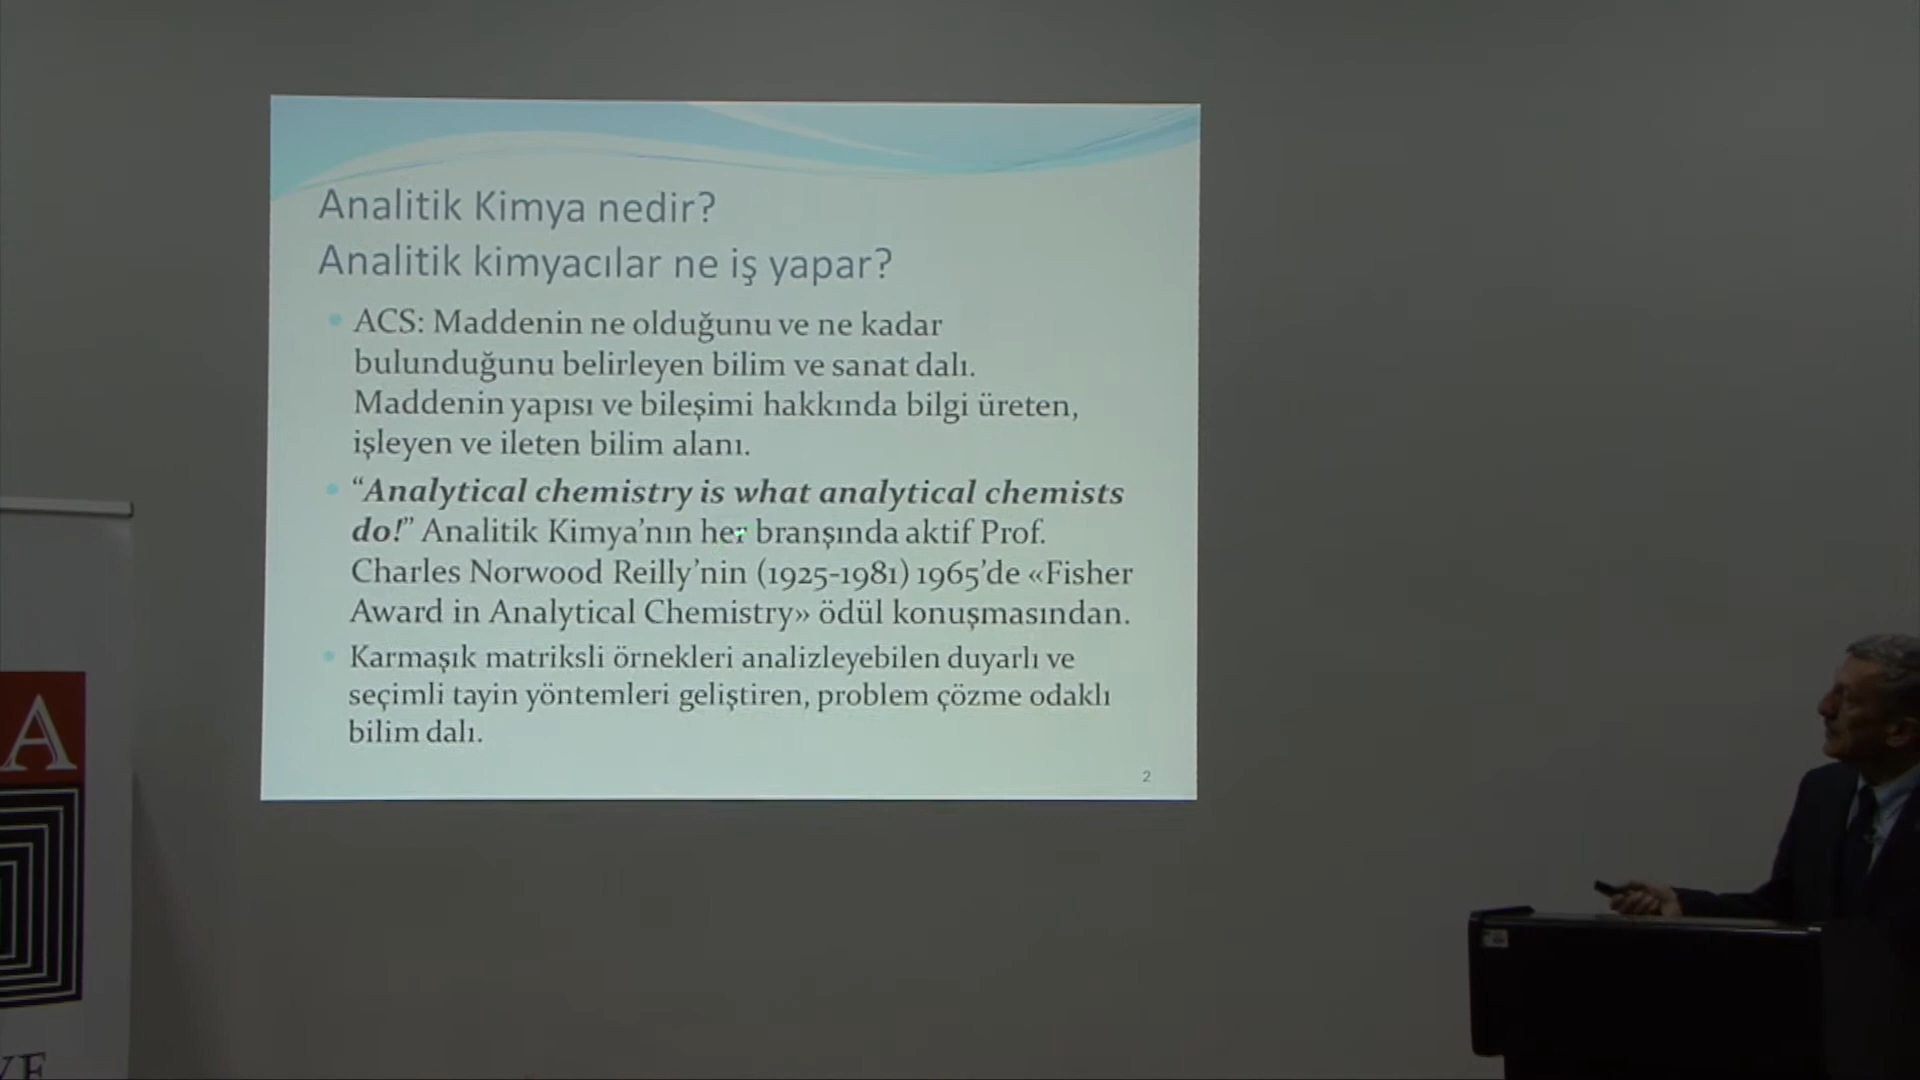 Analitik Kimya nedir?
Analitik kimyacılar ne iş yapar?
ACS: Maddenin ne olduğunu ve ne kadar
bulunduğunu belirleyen bilim ve sanat dalı.
Maddenin yapısı ve bileşimi hakkında bilgi üreten,
işleyen ve ileten bilim alanı.
“Analytical chemistry is what analytical chemists
do!” Analitik Kimya’nın her branşında aktif Prof.
Charles Norwood Reilly’nin (1925-1981) 1965’de «Fisher
Award in Analytical Chemistry» ödül konuşmasından.
Karmaşık matriksli örnekleri analizleyebilen duyarlı ve
seçimli tayin yöntemleri geliştiren, problem çözme odaklı
bilim dalı.
2
A